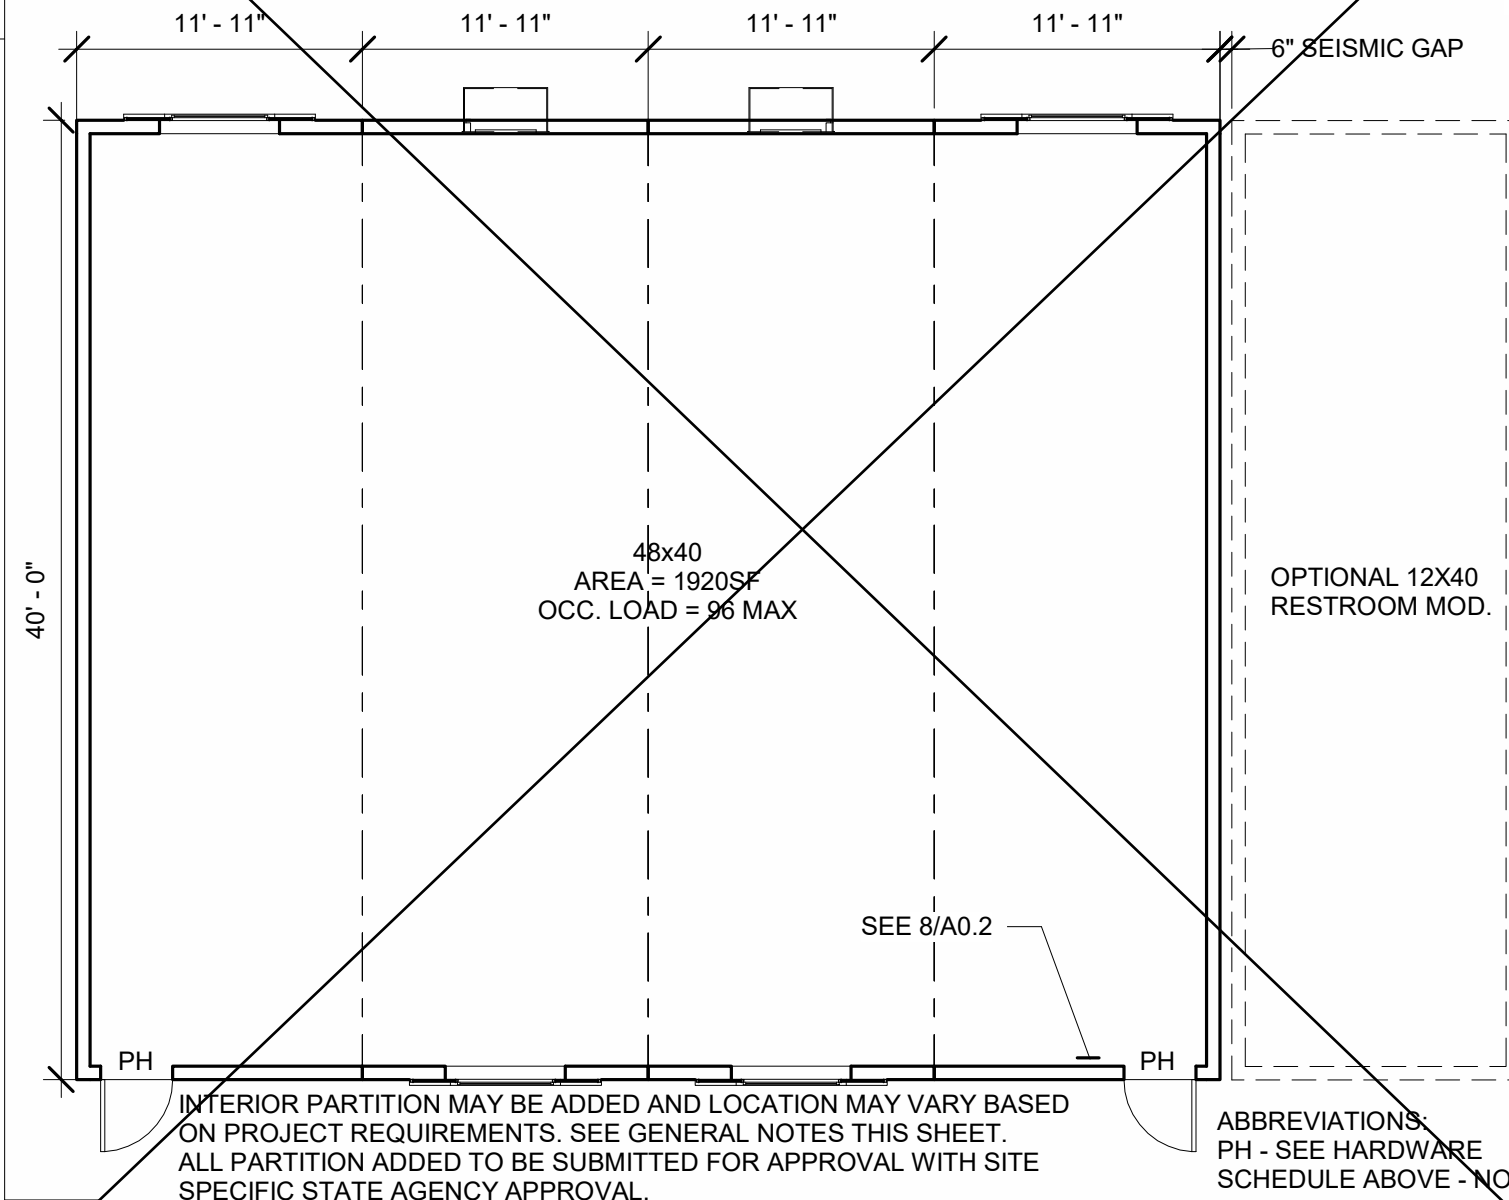 11' - 11"
11' - 11"
11' - 11"
11' - 11"
6" SEISMIC GAP
40' - 0"
48x40
AREA = 1920SF
OCC. LOAD = 96 MAX
OPTIONAL 12X40
RESTROOM MOD.
SEE 8/A0.2
PH
PH
INTERIOR PARTITION MAY BE ADDED AND LOCATION MAY VARY BASED
ON PROJECT REQUIREMENTS. SEE GENERAL NOTES THIS SHEET.
ALL PARTITION ADDED TO BE SUBMITTED FOR APPROVAL WITH SITE
SPECIFIC STATE AGENCY APPROVAL.
ABBREVIATIONS:
PH - SEE HARDWARE
SCHEDULE ABOVE - NO